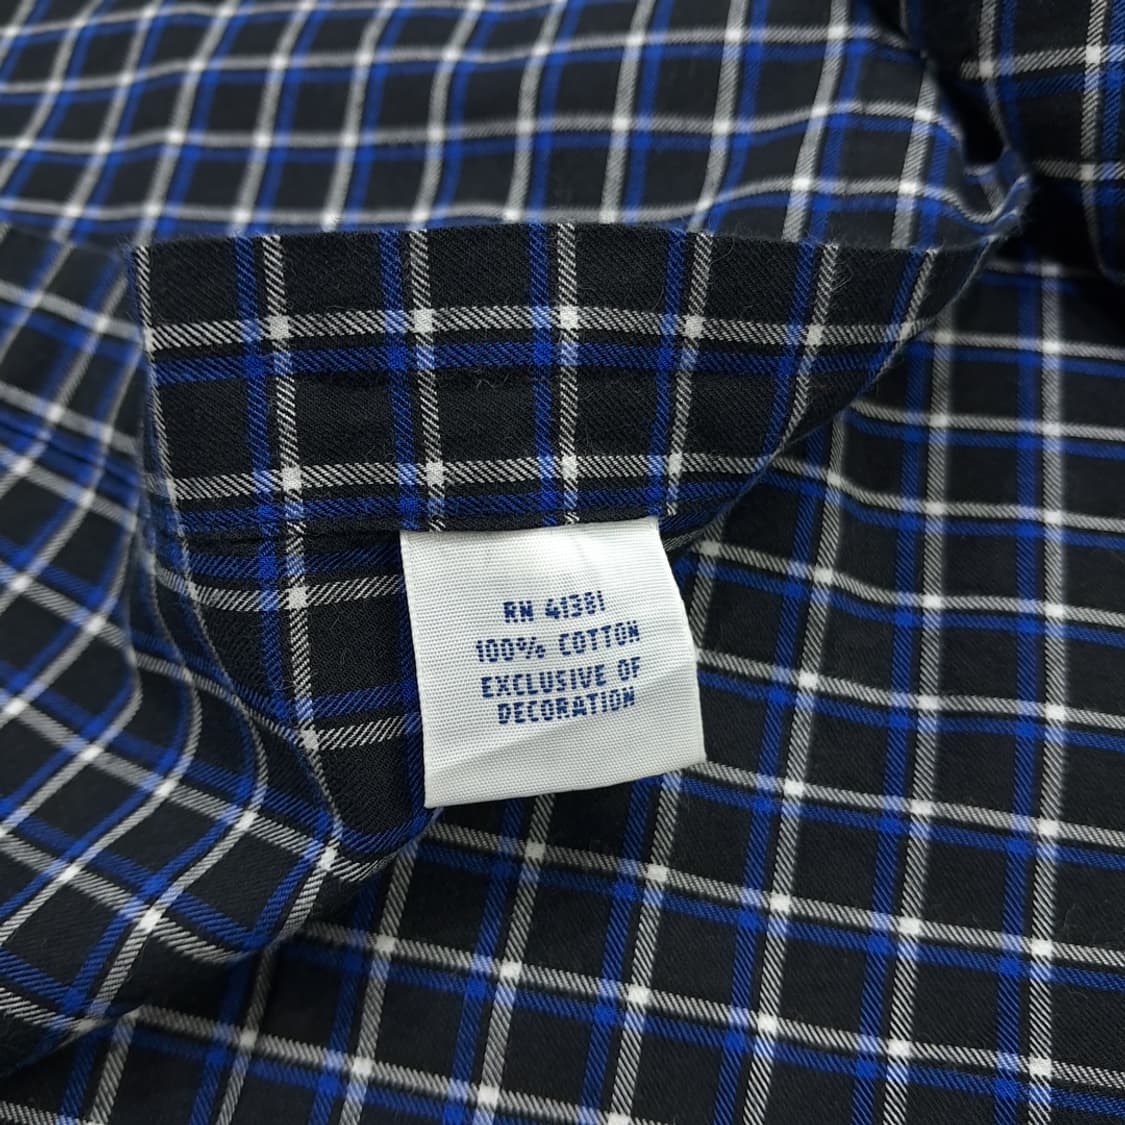 RN 41381
100% COTTON
EXCLUSIVE OF
DECORATION